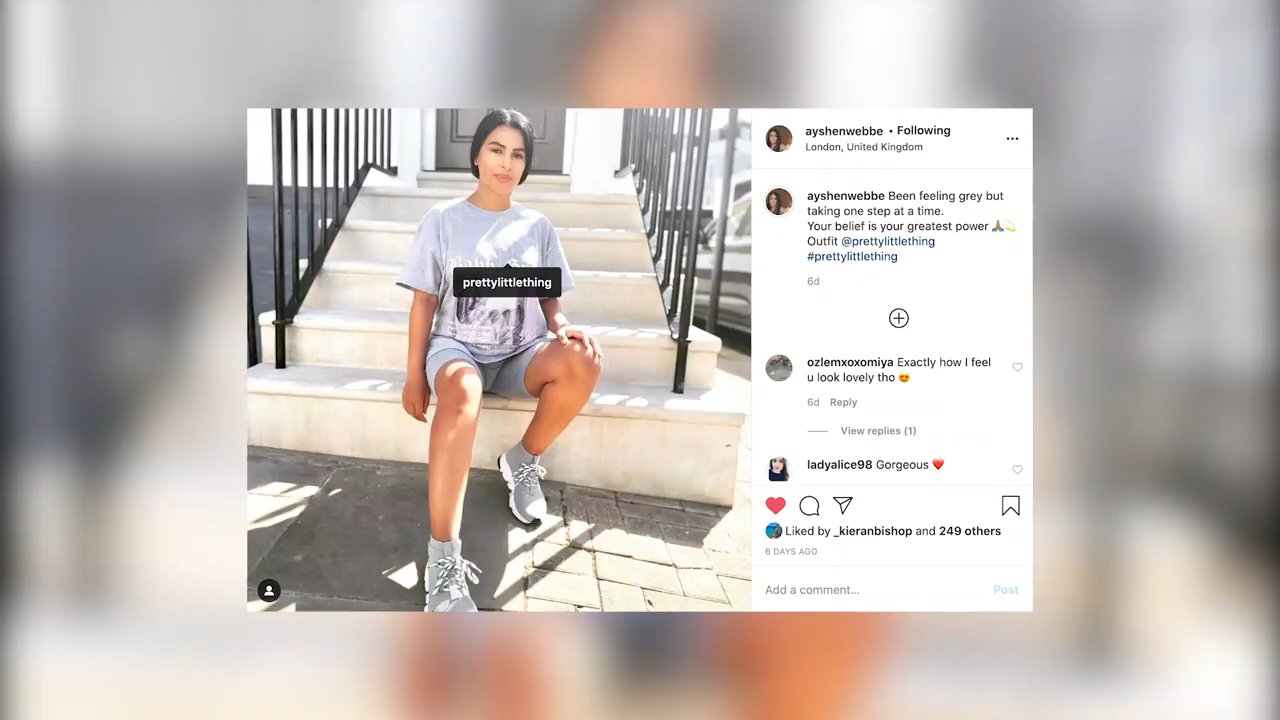 ayshenwebbe • Following
London, United Kingdom
ayshenwebbe Been feeling grey but
taking one step at a time.
Your belief is your greatest power 🙏🏽💫
Outfit @prettylittlething
#prettylittlething
6d
prettylittlething
ozlemxoxomiya Exactly how I feel
u look lovely tho 😍
6d Reply
View replies (1)
ladyalice98 Gorgeous ❤️
Liked by _kieranbishop and 249 others
6 DAYS AGO
Add a comment...
Post